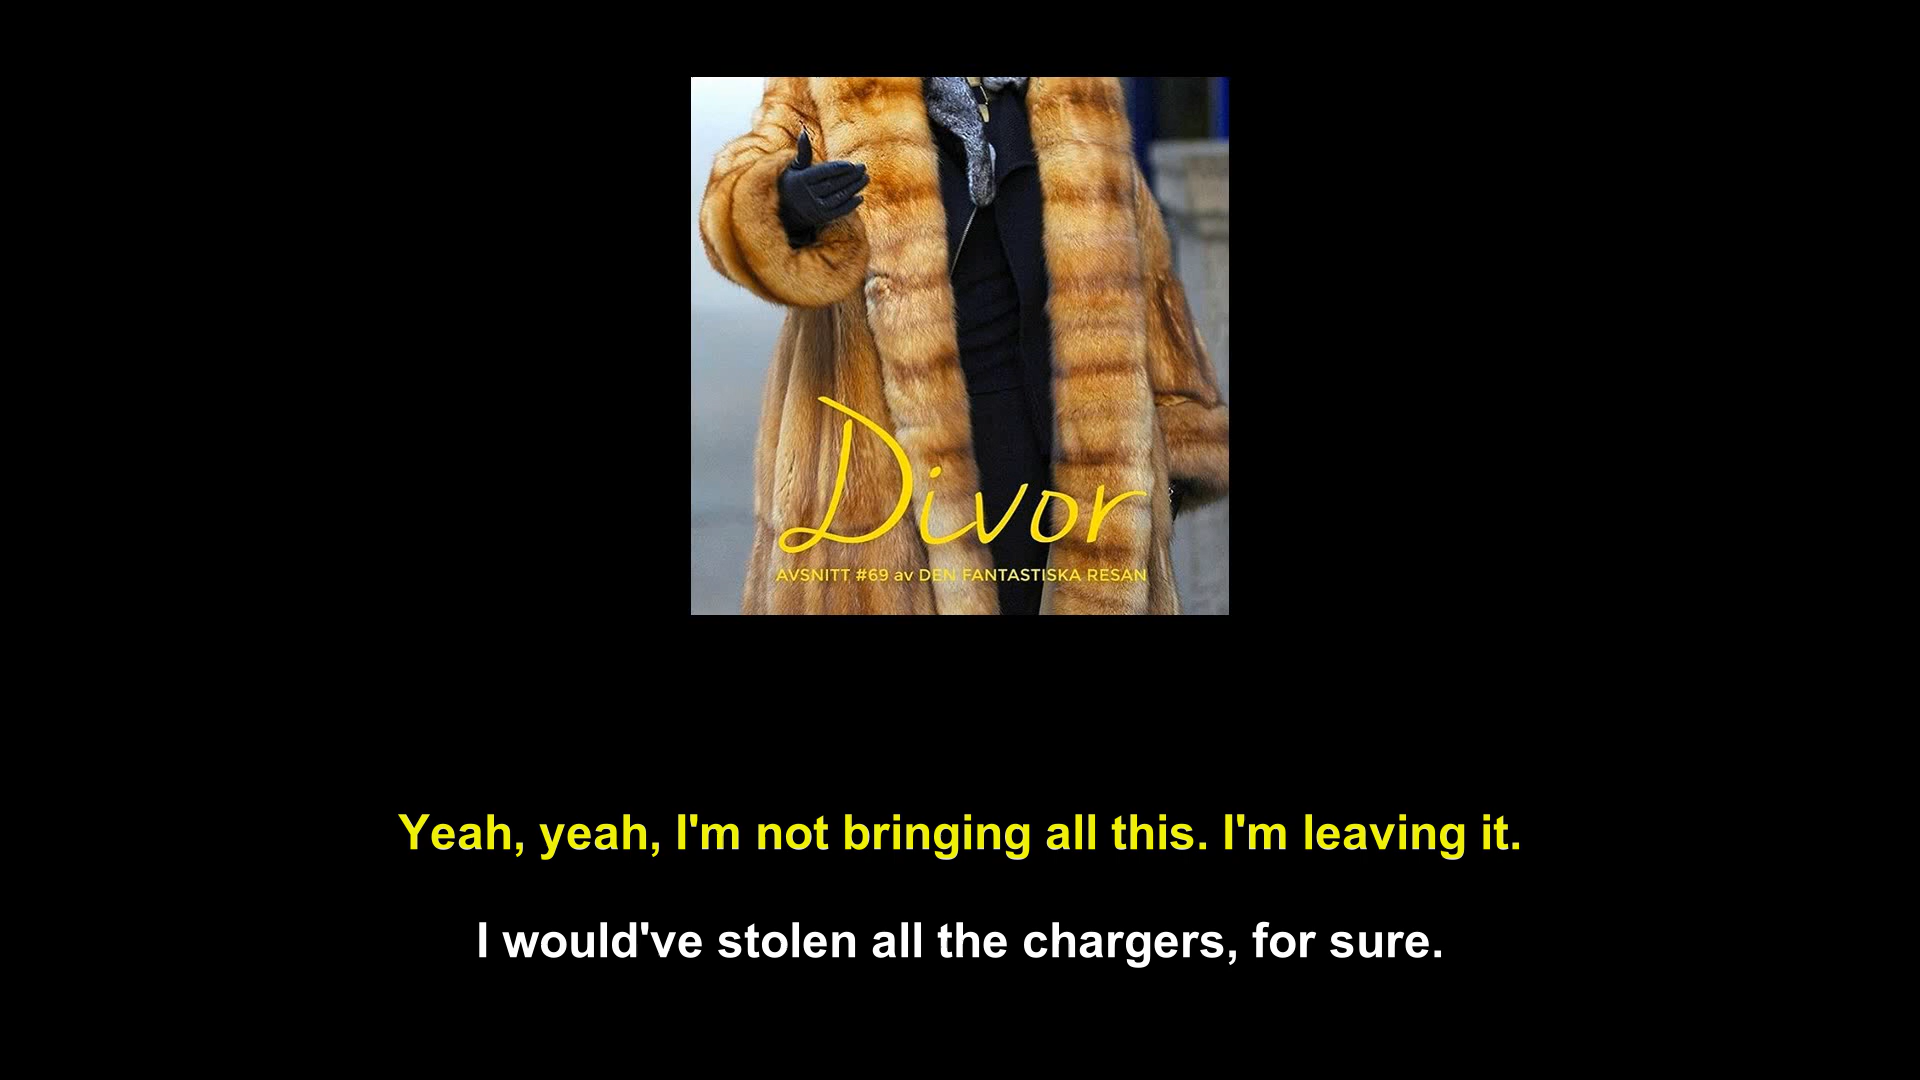 Divor
AVSNITT #69 av DEN FANTASTISKA RESAN
Yeah, yeah, I'm not bringing all this. I'm leaving it.
I would've stolen all the chargers, for sure.